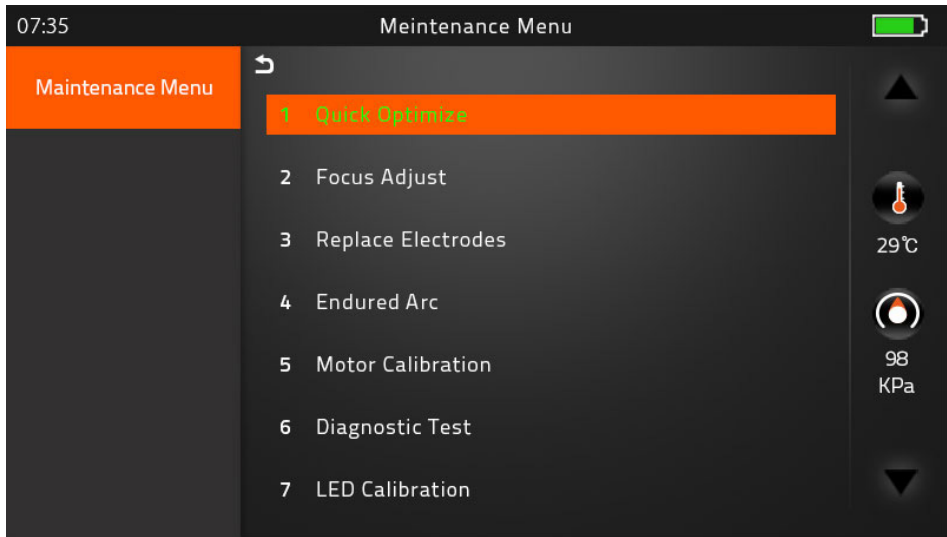 07:35
Meintenance Menu
Maintenance Menu
1 Quick Optimize
2 Focus Adjust
3 Replace Electrodes
4 Endured Arc
5 Motor Calibration
6 Diagnostic Test
7 LED Calibration
29℃
98
KPa